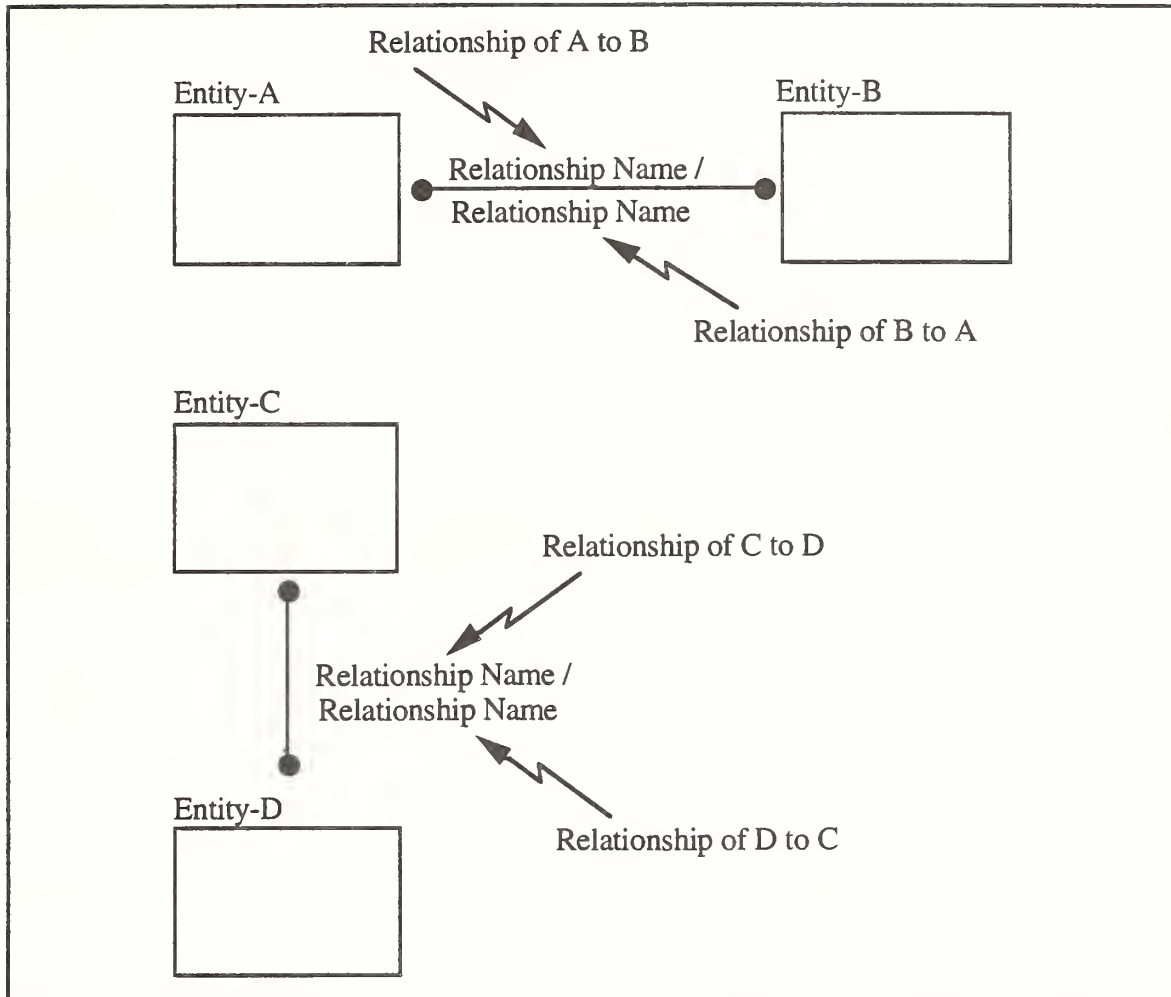 Relationship of A to B
Entity-A
Entity-B
Relationship Name /
Relationship Name
Relationship of B to A
Entity-C
Relationship of C to D
Relationship Name /
Relationship Name
Entity-D
Relationship of D to C